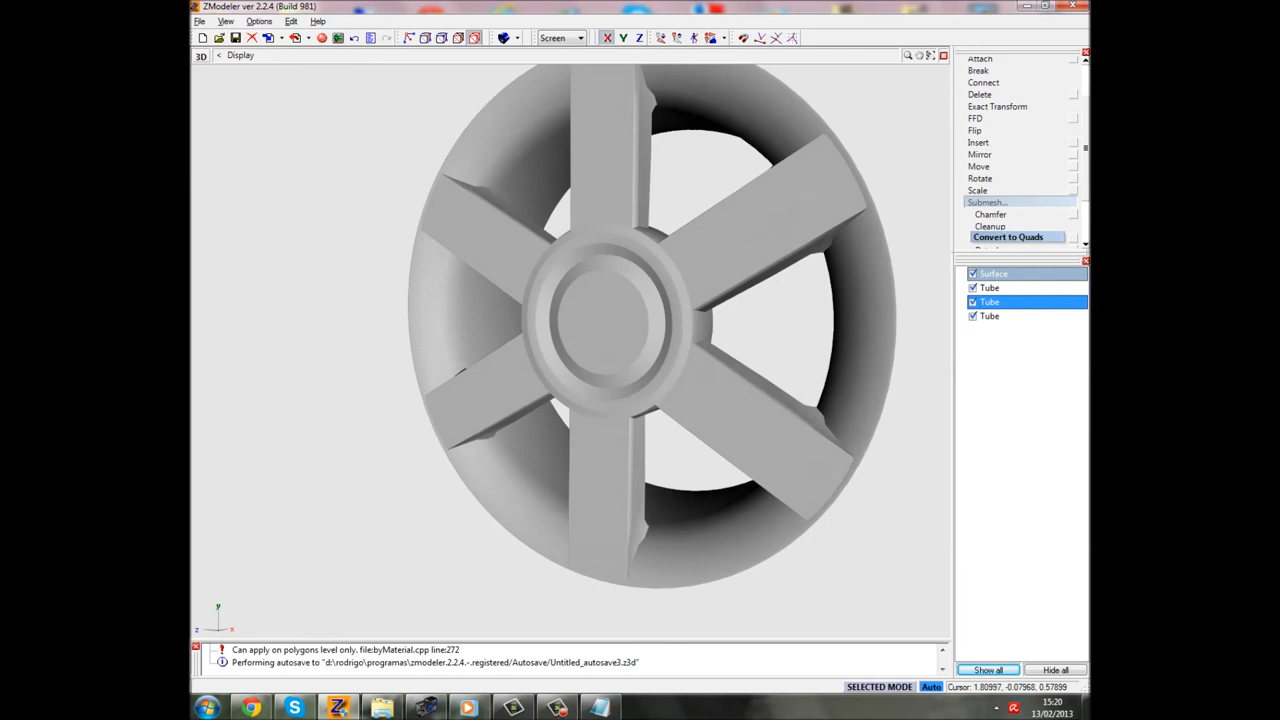 ZModeler ver 2.2.4 (Build 981)
File View Options Edit Help
Screen X Y Z
3D < Display
Attach
Break
Connect
Delete
Exact Transform
FFD
Flip
Insert
Mirror
Move
Rotate
Scale
Submesh...
Chamfer
Cleanup
Convert to Quads
Surface
Tube
Tube
Tube
y
z x
Can apply on polygons level only. file:byMaterial.cpp line:272
Performing autosave to "d:\rodrigo\programas\zmodeler.2.2.4.-.registered/Autosave/Untitled_autosave3.z3d"
Show all Hide all
SELECTED MODE Auto Cursor: 1.80997, -0.07968, 0.57899
15:20
13/02/2013